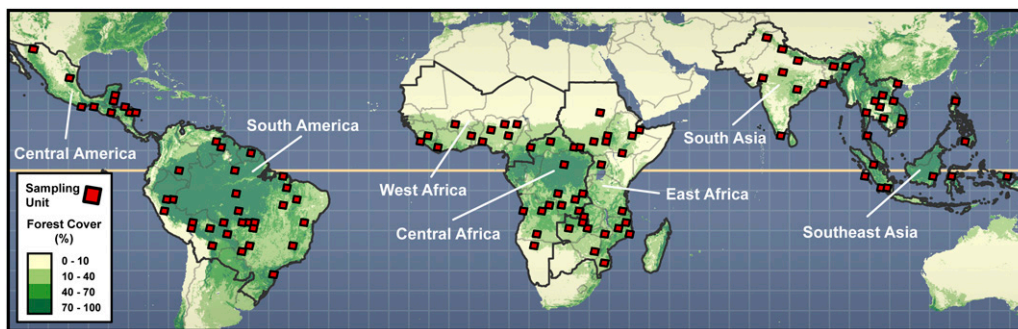 South America
Central America
West Africa
Central Africa
East Africa
South Asia
Southeast Asia
Sampling
Unit
Forest Cover
(%)
0 - 10
10 - 40
40 - 70
70 - 100